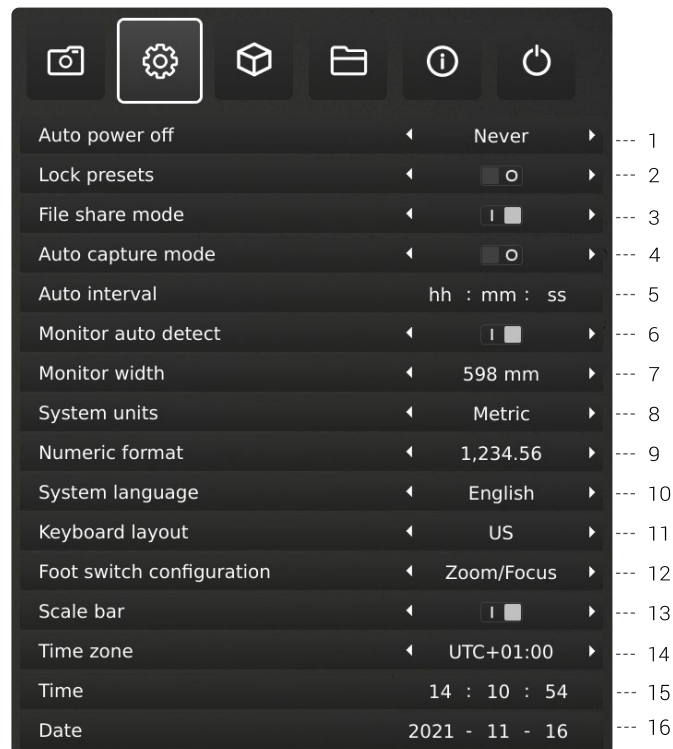 Auto power off Never --- 1
Lock presets O --- 2
File share mode I --- 3
Auto capture mode O --- 4
Auto interval hh : mm : ss --- 5
Monitor auto detect I --- 6
Monitor width 598 mm --- 7
System units Metric --- 8
Numeric format 1,234.56 --- 9
System language English --- 10
Keyboard layout US --- 11
Foot switch configuration Zoom/Focus --- 12
Scale bar I --- 13
Time zone UTC+01:00 --- 14
Time 14 : 10 : 54 --- 15
Date 2021 - 11 - 16 --- 16